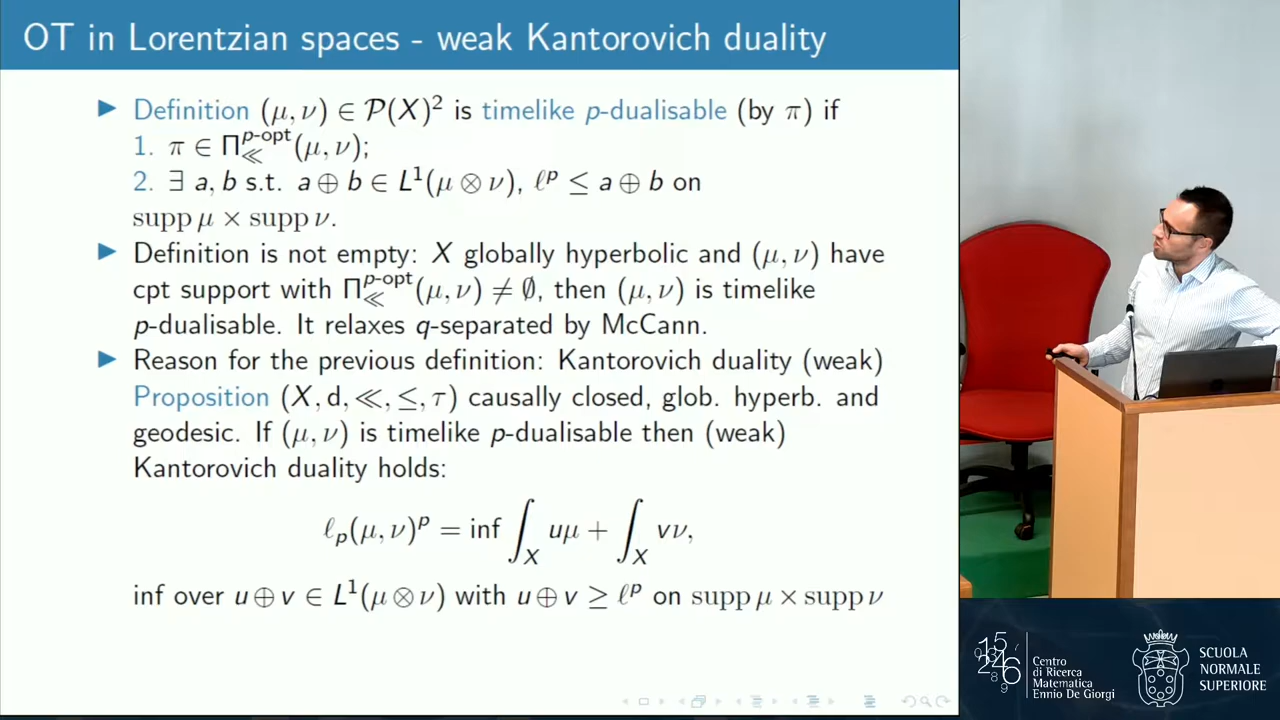 OT in Lorentzian spaces - weak Kantorovich duality
▶ Definition (μ, ν) ∈ 𝒫(X)² is timelike p-dualisable (by π) if
1. π ∈ Π≪^{p-opt}(μ, ν);
2. ∃ a, b s.t. a ⊕ b ∈ L¹(μ ⊗ ν), ℓᵖ ≤ a ⊕ b on
supp μ × supp ν.
▶ Definition is not empty: X globally hyperbolic and (μ, ν) have
cpt support with Π≪^{p-opt}(μ, ν) ≠ ∅, then (μ, ν) is timelike
p-dualisable. It relaxes q-separated by McCann.
▶ Reason for the previous definition: Kantorovich duality (weak)
Proposition (X, d, ≪, ≤, τ) causally closed, glob. hyperb. and
geodesic. If (μ, ν) is timelike p-dualisable then (weak)
Kantorovich duality holds:
ℓₚ(μ, ν)ᵖ = inf ∫_X uμ + ∫_X vν,
inf over u ⊕ v ∈ L¹(μ ⊗ ν) with u ⊕ v ≥ ℓᵖ on supp μ × supp ν
Centro
di Ricerca
Matematica
Ennio De Giorgi
SCUOLA
NORMALE
SUPERIORE